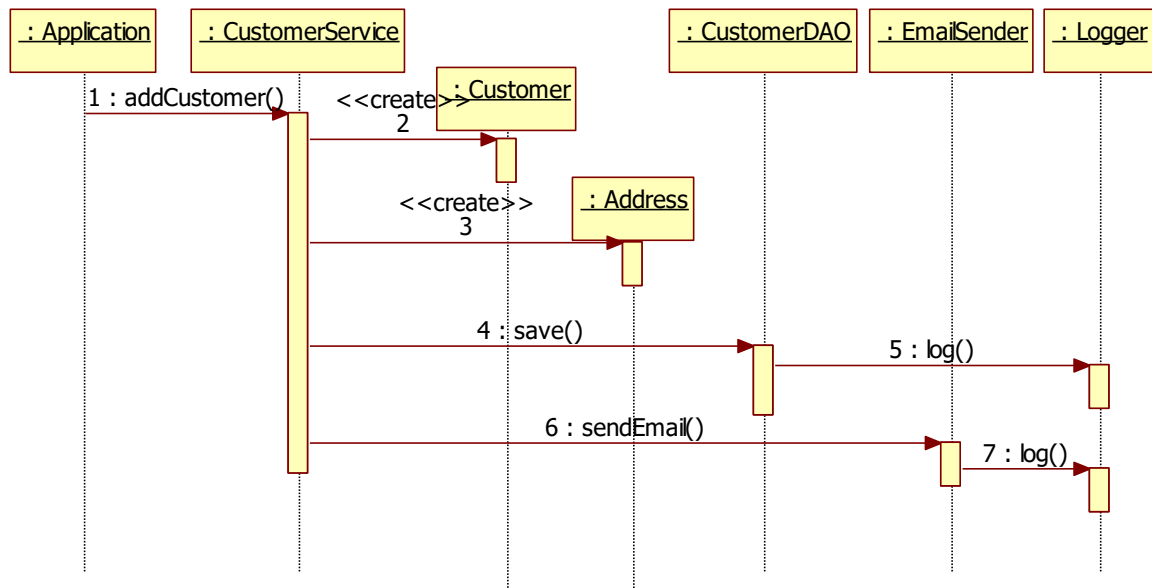 : Application
: CustomerService
: CustomerDAO
: EmailSender
: Logger
: Customer
1 : addCustomer()
<<create>>
2
: Address
<<create>>
3
4 : save()
5 : log()
6 : sendEmail()
7 : log()